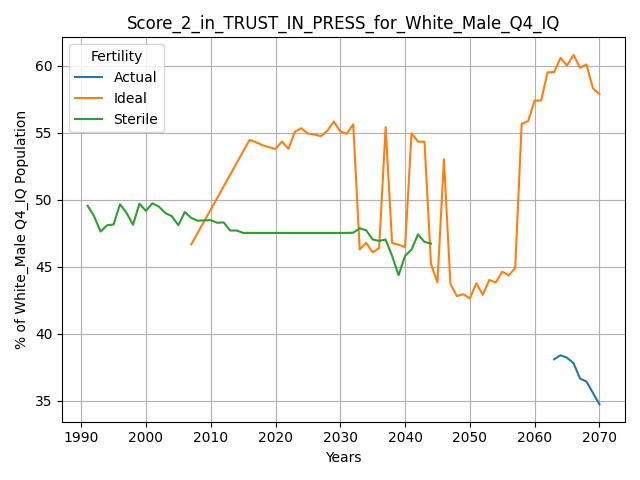 Score_2_in_TRUST_IN_PRESS_for_White_Male_Q4_IQ
Fertility
Actual
Ideal
Sterile
% of White_Male Q4_IQ Population
60
55
50
45
40
35
1990 2000 2010 2020 2030 2040 2050 2060 2070
Years